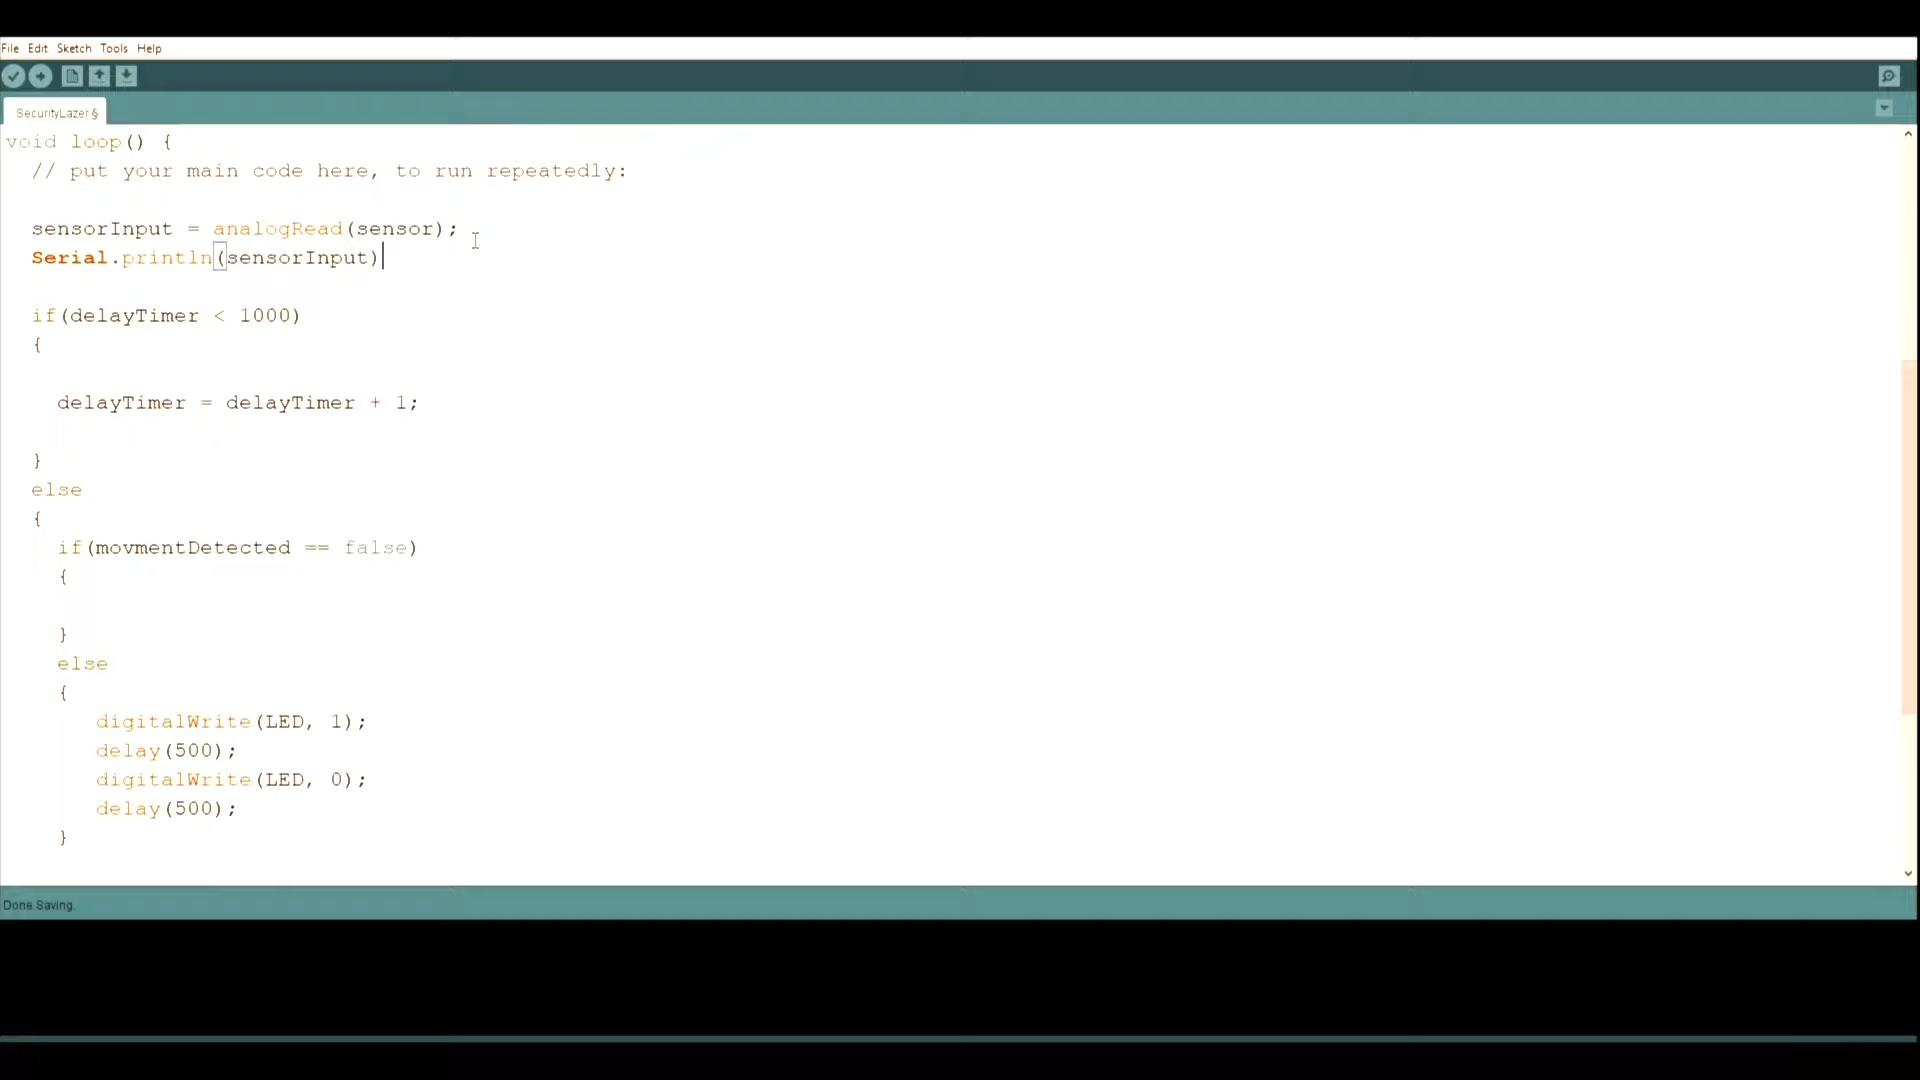 File Edit Sketch Tools Help
SecurityLazer §
void loop() {
// put your main code here, to run repeatedly:
sensorInput = analogRead(sensor);
Serial.println(sensorInput)
if(delayTimer < 1000)
{
delayTimer = delayTimer + 1;
}
else
{
if(movmentDetected == false)
{
}
else
{
digitalWrite(LED, 1);
delay(500);
digitalWrite(LED, 0);
delay(500);
}
Done Saving.